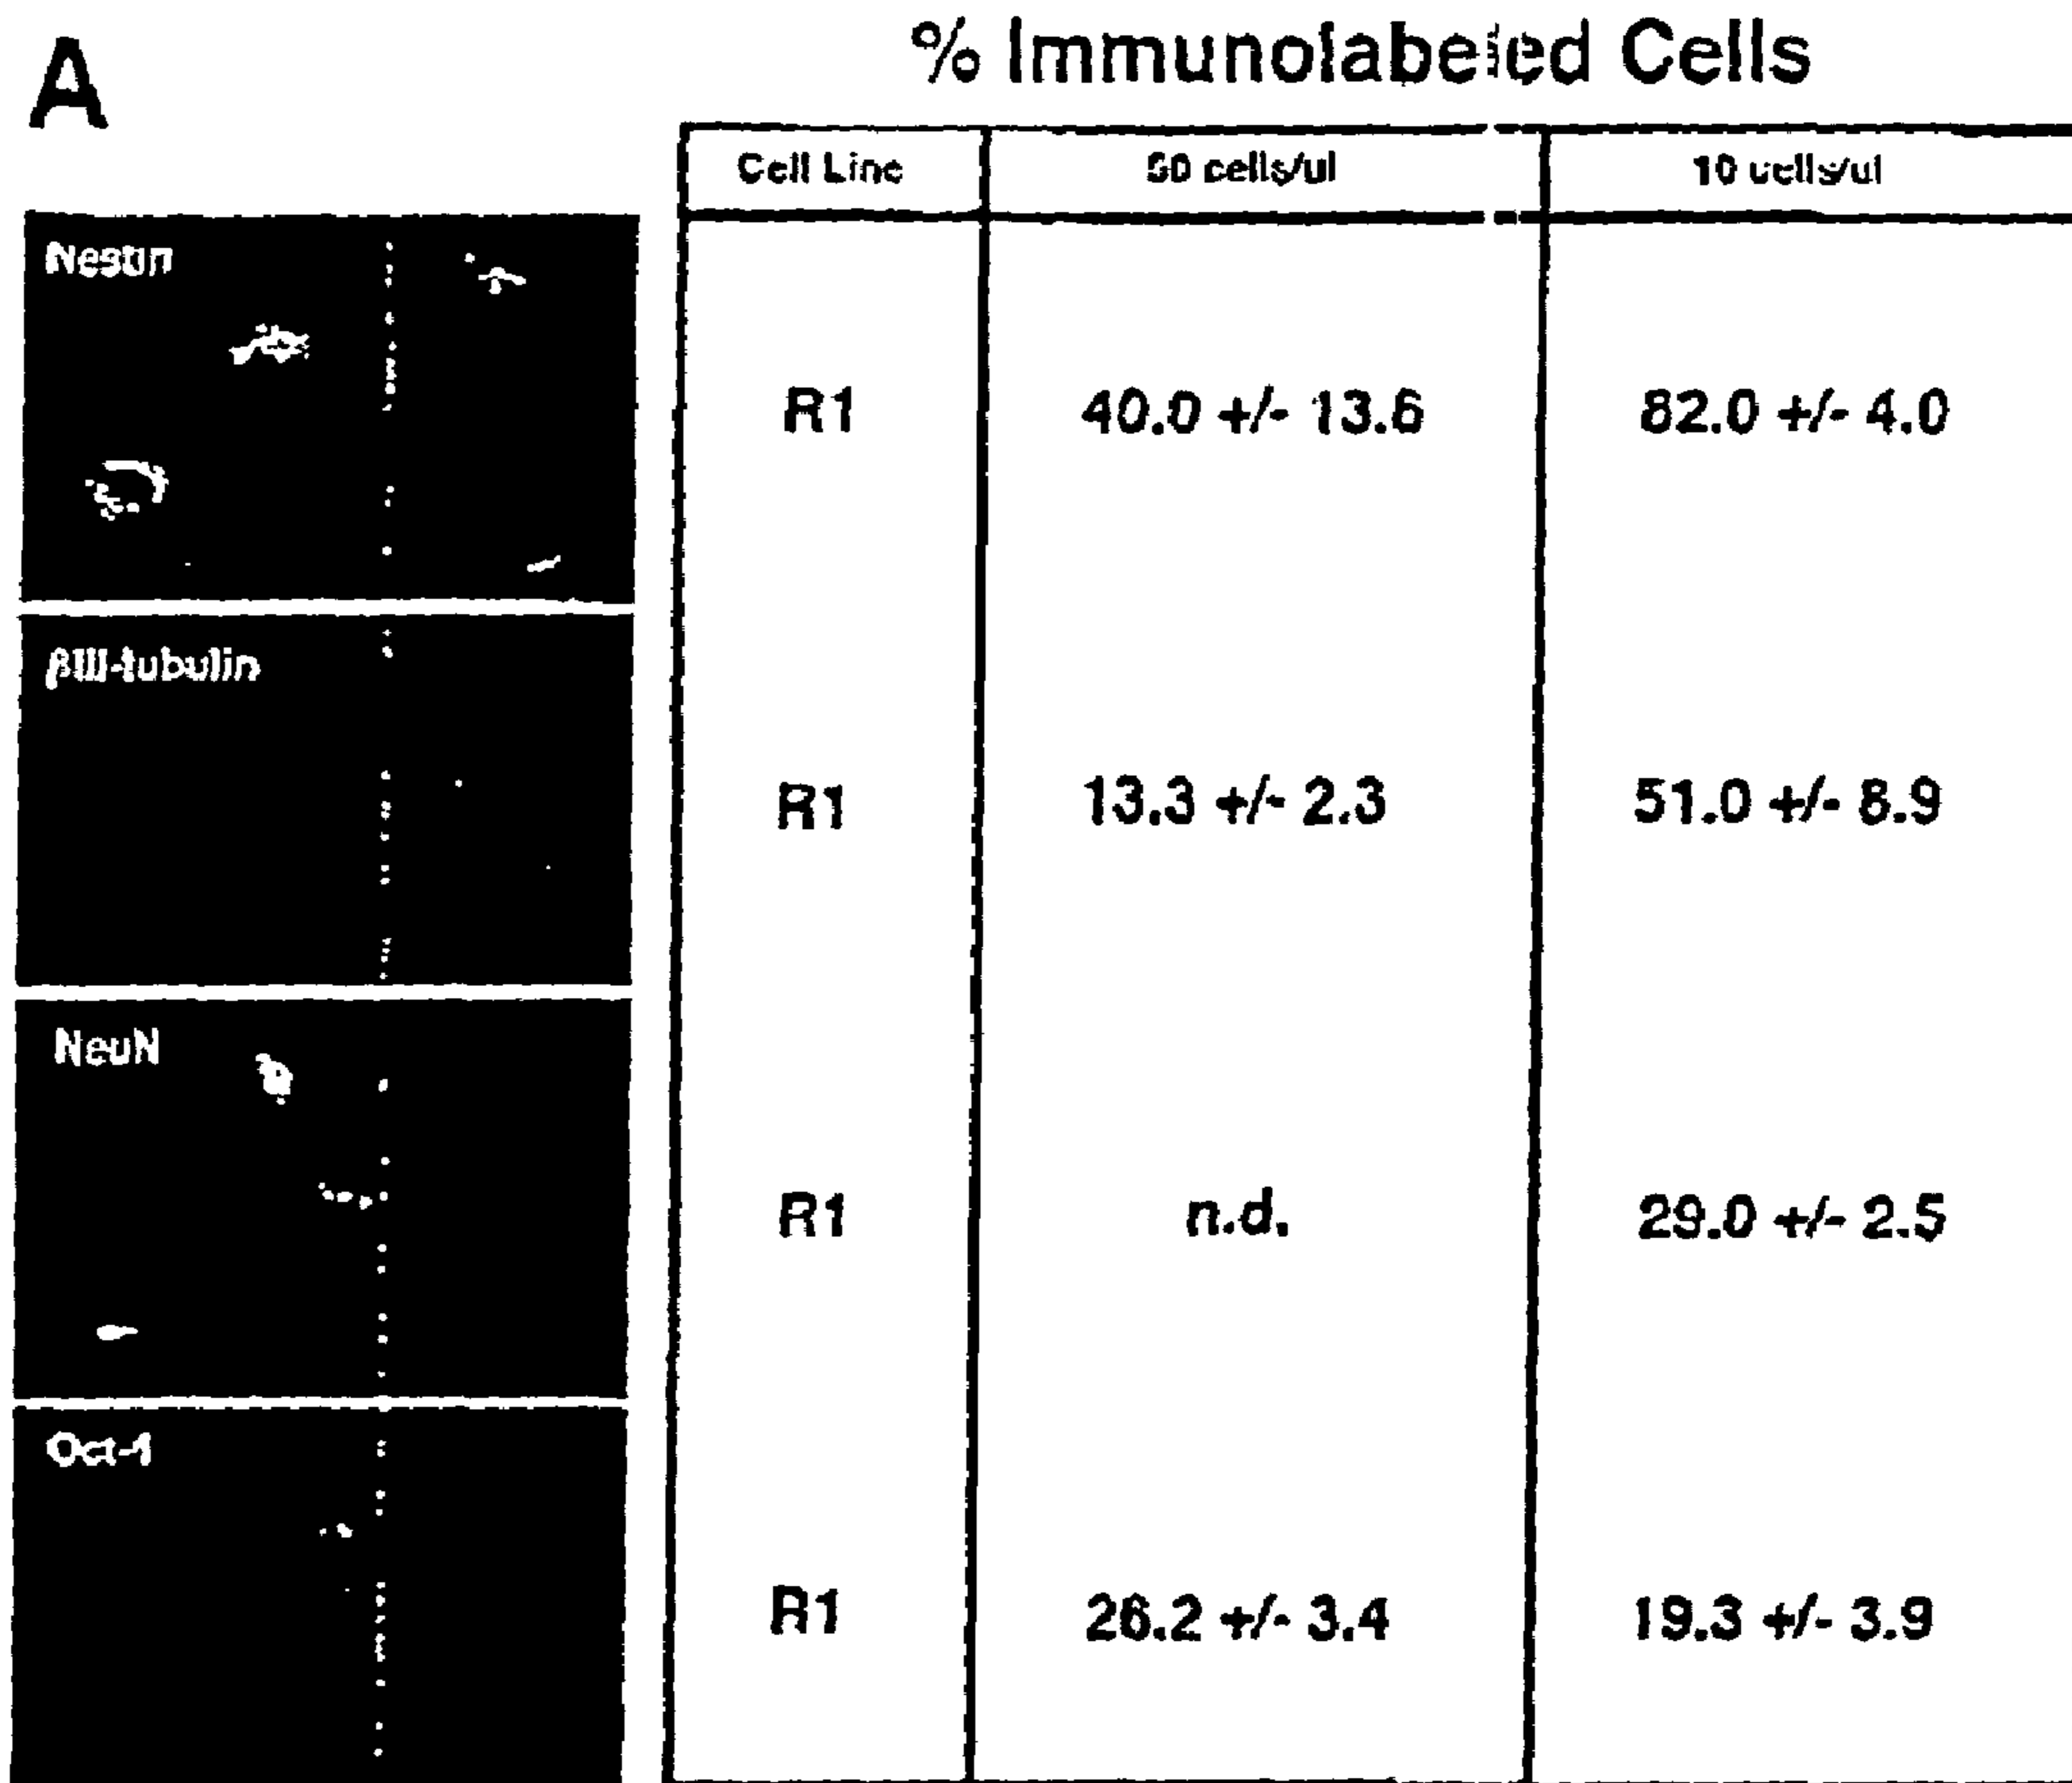 A
% Immunolabeled Cells
Cell Line 50 cells/ul 10 cells/ul
Nestin
R1 40.0 +/- 13.6 82.0 +/- 4.0
βIII-tubulin
R1 13.3 +/- 2.3 51.0 +/- 8.9
NeuN
R1 n.d. 29.0 +/- 2.5
Oct-1
R1 26.2 +/- 3.4 19.3 +/- 3.9